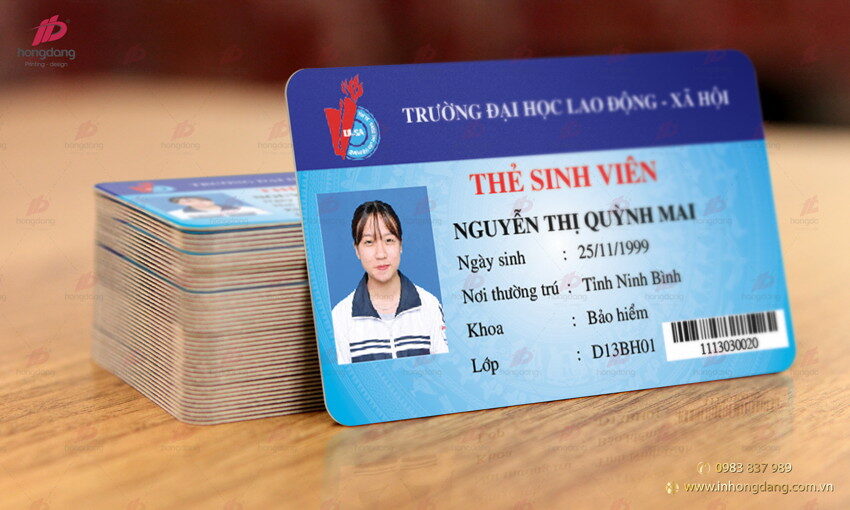 hongdang
Printing - design
TRƯỜNG ĐẠI HỌC LAO ĐỘNG - XÃ HỘI
THẺ SINH VIÊN
NGUYỄN THỊ QUỲNH MAI
Ngày sinh : 25/11/1999
Nơi thường trú : Tỉnh Ninh Bình
Khoa : Bảo hiểm
Lớp : D13BH01
1113030020
0983 837 989
www.inhongdang.com.vn